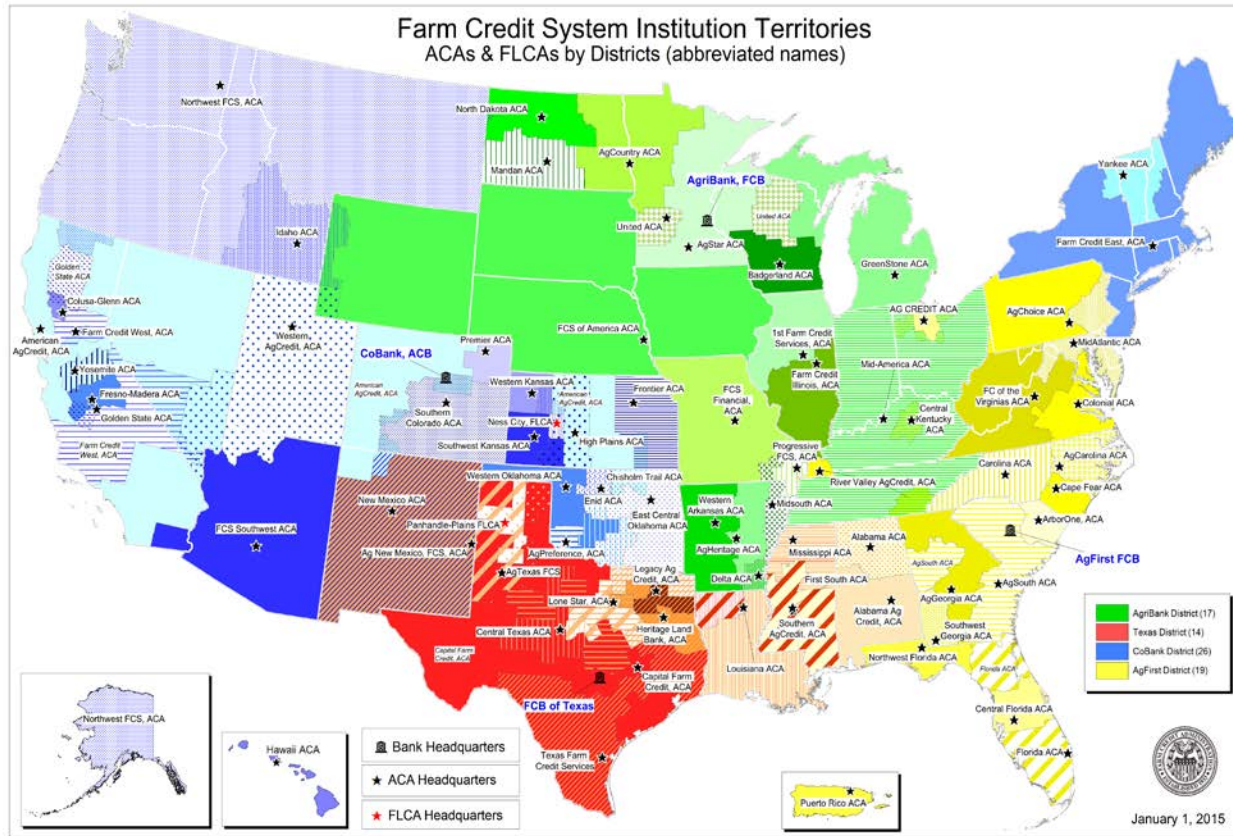 Farm Credit System Institution Territories
ACAs & FLCAs by Districts (abbreviated names)
Northwest FCS, ACA
North Dakota ACA
AgCountry ACA
Mandan ACA
AgriBank, FCB
United ACA
United ACA
AgStar ACA
Badgerland ACA
GreenStone ACA
Yankee ACA
Farm Credit East, ACA
Idaho ACA
Golden
State ACA
Colusa-Glenn ACA
Farm Credit West, ACA
American
AgCredit, ACA
Yosemite ACA
Fresno-Madera ACA
Golden State ACA
Farm Credit
West, ACA
Western
AgCredit, ACA
CoBank, ACB
Premier ACA
American
AgCredit, ACA
Southern
Colorado ACA
Western Kansas ACA
American
AgCredit, ACA
Ness City, FLCA
Southwest Kansas ACA
High Plains ACA
Frontier ACA
FCS of America ACA
FCS
Financial, ACA
1st Farm Credit
Services, ACA
Farm Credit
Illinois, ACA
AG CREDIT ACA
Mid-America ACA
Central
Kentucky
ACA
AgChoice ACA
MidAtlantic ACA
FC of the
Virginias ACA
Colonial ACA
Progressive
FCS, ACA
River Valley AgCredit, ACA
Carolina ACA
AgCarolina ACA
Cape Fear ACA
ArborOne, ACA
AgFirst FCB
FCS Southwest ACA
New Mexico ACA
Panhandle-Plains FLCA
Ag New Mexico, FCS, ACA
AgTexas FCS
Western Oklahoma ACA
Chisholm Trail ACA
Enid ACA
East Central
Oklahoma ACA
AgPreference, ACA
Western
Arkansas ACA
AgHeritage ACA
Midsouth ACA
Delta ACA
Mississippi ACA
Alabama ACA
First South ACA
AgSouth ACA
AgGeorgia ACA
AgSouth ACA
Legacy Ag
Credit, ACA
Lone Star, ACA
Central Texas ACA
Heritage Land
Bank, ACA
Capital Farm
Credit, ACA
Capital Farm
Credit, ACA
FCB of Texas
Texas Farm
Credit Services
Louisiana ACA
Southern
AgCredit, ACA
Alabama Ag
Credit, ACA
Southwest
Georgia ACA
Northwest Florida ACA
Florida ACA
Central Florida ACA
Florida ACA
AgriBank District (17)
Texas District (14)
CoBank District (26)
AgFirst District (19)
Northwest FCS, ACA
Hawaii ACA
Bank Headquarters
ACA Headquarters
FLCA Headquarters
Puerto Rico ACA
January 1, 2015